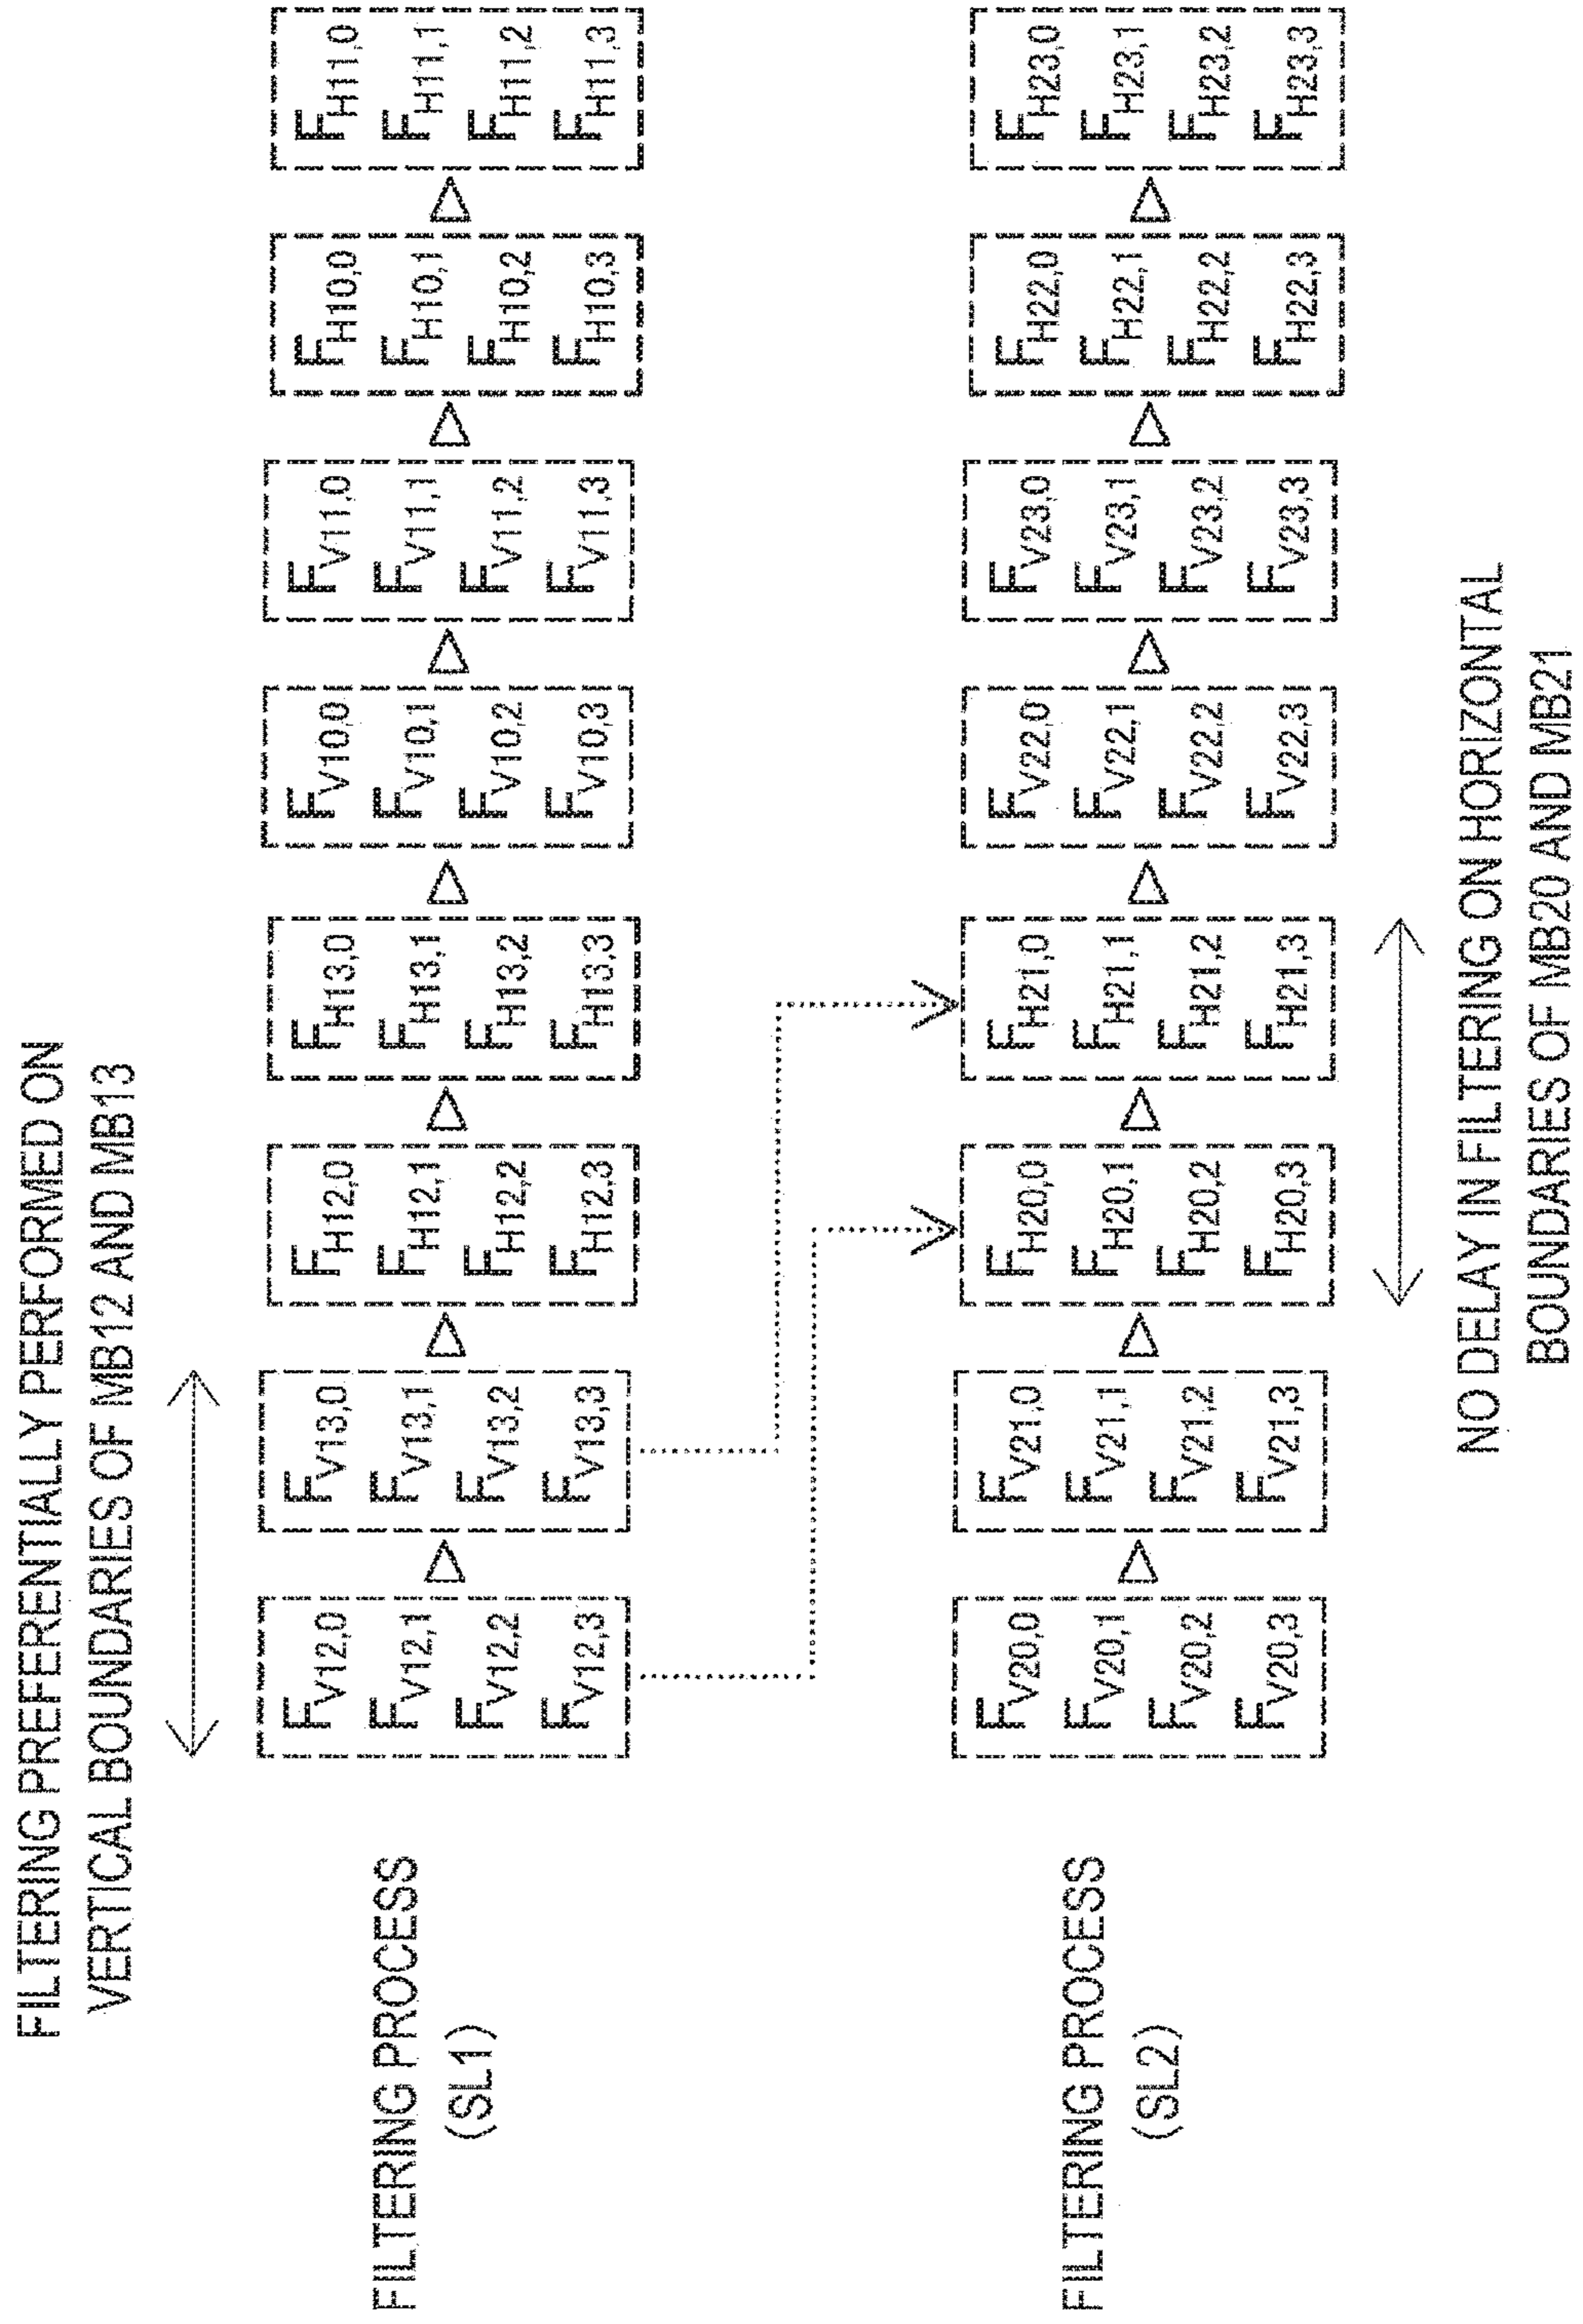 FILTERING PREFERENTIALLY PERFORMED ON
VERTICAL BOUNDARIES OF MB12 AND MB13
FILTERING PROCESS
(SL1)
FV12,0
FV12,1
FV12,2
FV12,3
FV13,0
FV13,1
FV13,2
FV13,3
FH12,0
FH12,1
FH12,2
FH12,3
FH13,0
FH13,1
FH13,2
FH13,3
FV10,0
FV10,1
FV10,2
FV10,3
FV11,0
FV11,1
FV11,2
FV11,3
FH10,0
FH10,1
FH10,2
FH10,3
FH11,0
FH11,1
FH11,2
FH11,3
FILTERING PROCESS
(SL2)
FV20,0
FV20,1
FV20,2
FV20,3
FV21,0
FV21,1
FV21,2
FV21,3
FH20,0
FH20,1
FH20,2
FH20,3
FH21,0
FH21,1
FH21,2
FH21,3
FV22,0
FV22,1
FV22,2
FV22,3
FV23,0
FV23,1
FV23,2
FV23,3
FH22,0
FH22,1
FH22,2
FH22,3
FH23,0
FH23,1
FH23,2
FH23,3
NO DELAY IN FILTERING ON HORIZONTAL
BOUNDARIES OF MB20 AND MB21